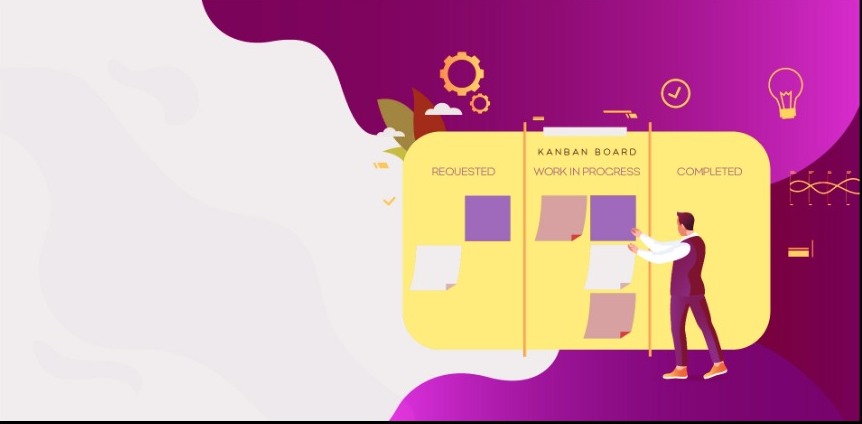 KANBAN BOARD
REQUESTED
WORK IN PROGRESS
COMPLETED